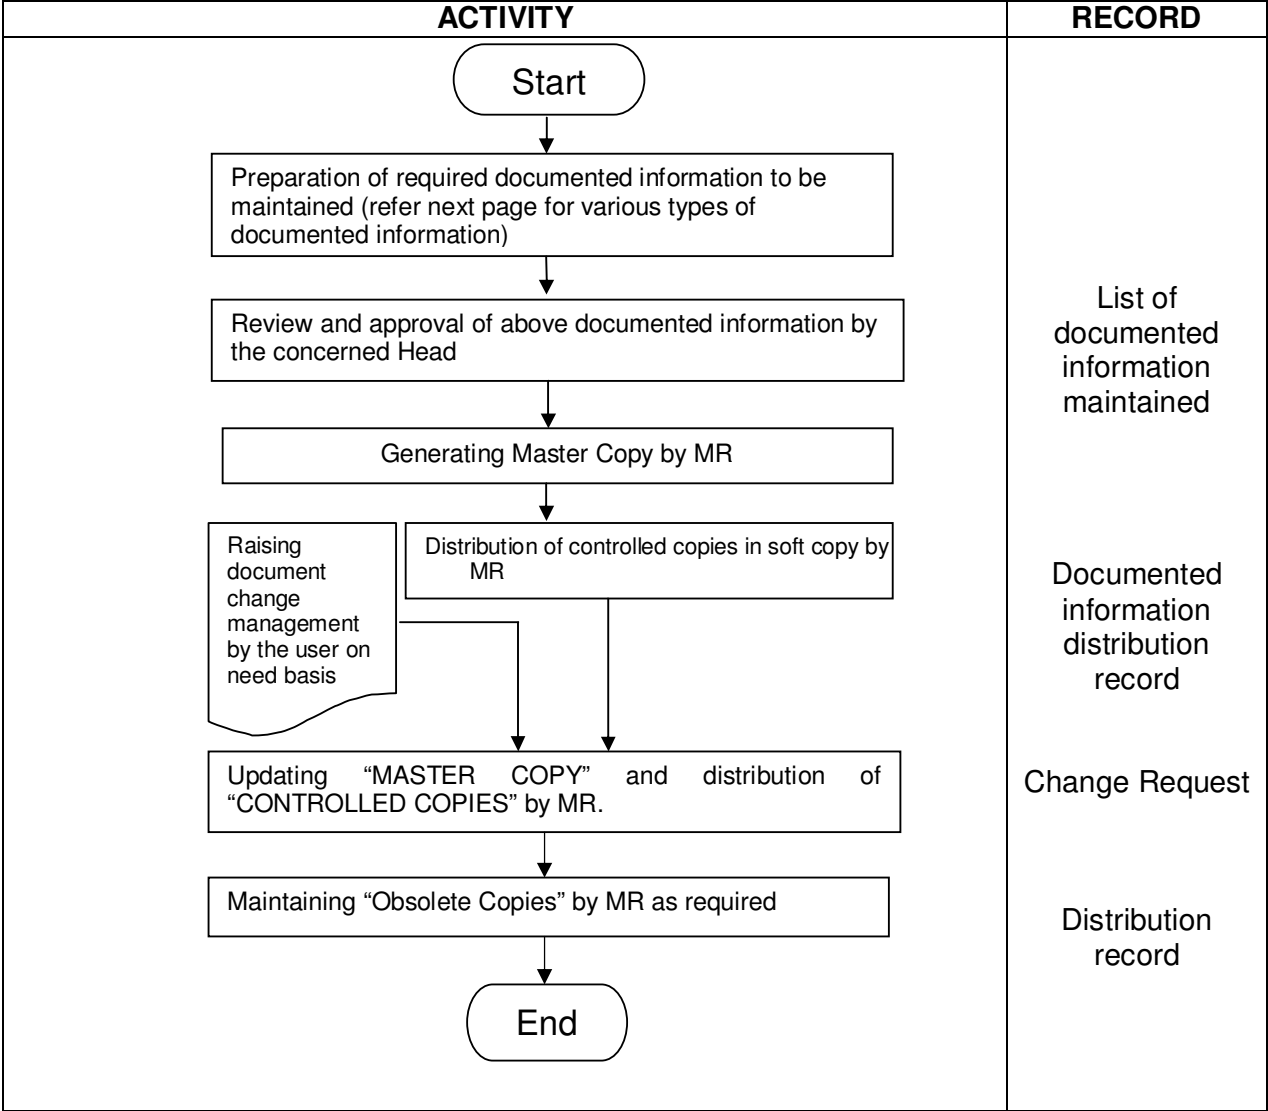 ACTIVITY
RECORD
Start
Preparation of required documented information to be
maintained (refer next page for various types of
documented information)
Review and approval of above documented information by
the concerned Head
Generating Master Copy by MR
Raising
document
change
management
by the user on
need basis
Distribution of controlled copies in soft copy by
MR
Updating “MASTER COPY” and distribution of
“CONTROLLED COPIES” by MR.
Maintaining “Obsolete Copies” by MR as required
End
List of
documented
information
maintained
Documented
information
distribution
record
Change Request
Distribution
record